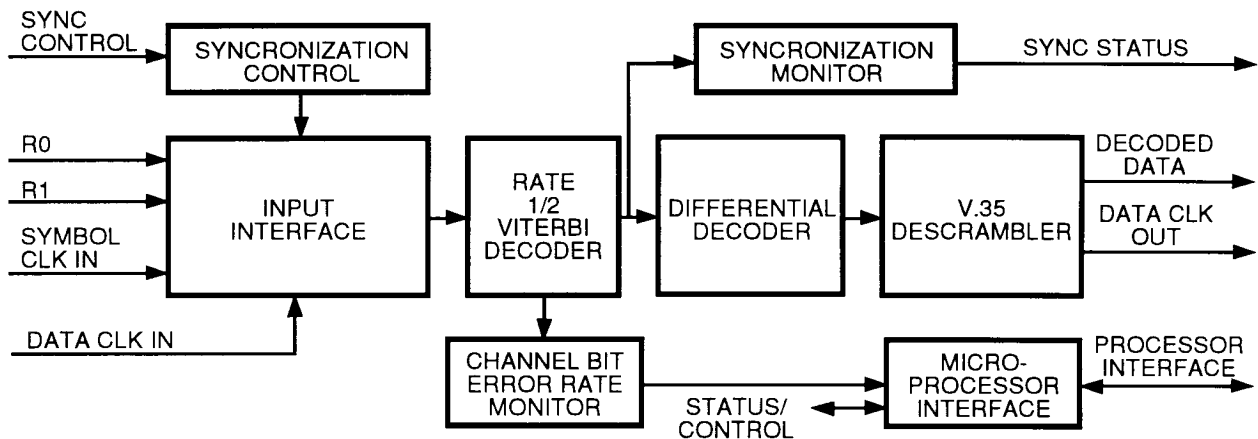 SYNC
CONTROL
SYNCRONIZATION
CONTROL
SYNCRONIZATION
MONITOR
SYNC STATUS
R0
R1
SYMBOL
CLK IN
DATA CLK IN
INPUT
INTERFACE
RATE
1/2
VITERBI
DECODER
DIFFERENTIAL
DECODER
V.35
DESCRAMBLER
DECODED
DATA
DATA CLK
OUT
CHANNEL BIT
ERROR RATE
MONITOR
STATUS/
CONTROL
MICRO-
PROCESSOR
INTERFACE
PROCESSOR
INTERFACE